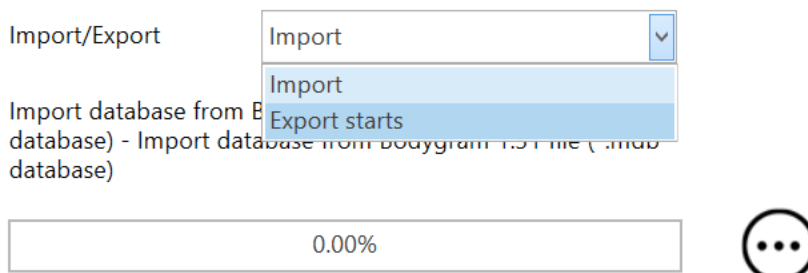 Import/Export
Import
Import
Export starts
Import database from B
database) - Import database from Bodygram 1.31 file (*.mdb
database)
0.00%